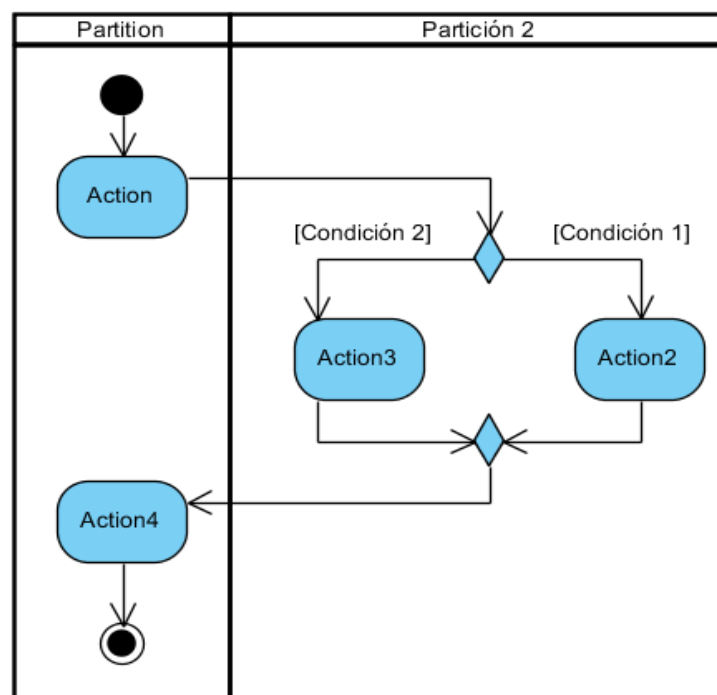 Partition
Partición 2
Action
[Condición 2]
[Condición 1]
Action3
Action2
Action4